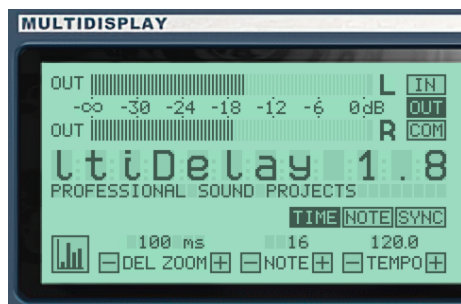 MULTIDISPLAY
OUT L IN
-∞ -30 -24 -18 -12 -6 0dB OUT
OUT R COM
ltiDelay 1.8
PROFESSIONAL SOUND PROJECTS
TIME NOTE SYNC
100 ms 16 120.0
- DEL ZOOM + - NOTE + - TEMPO +